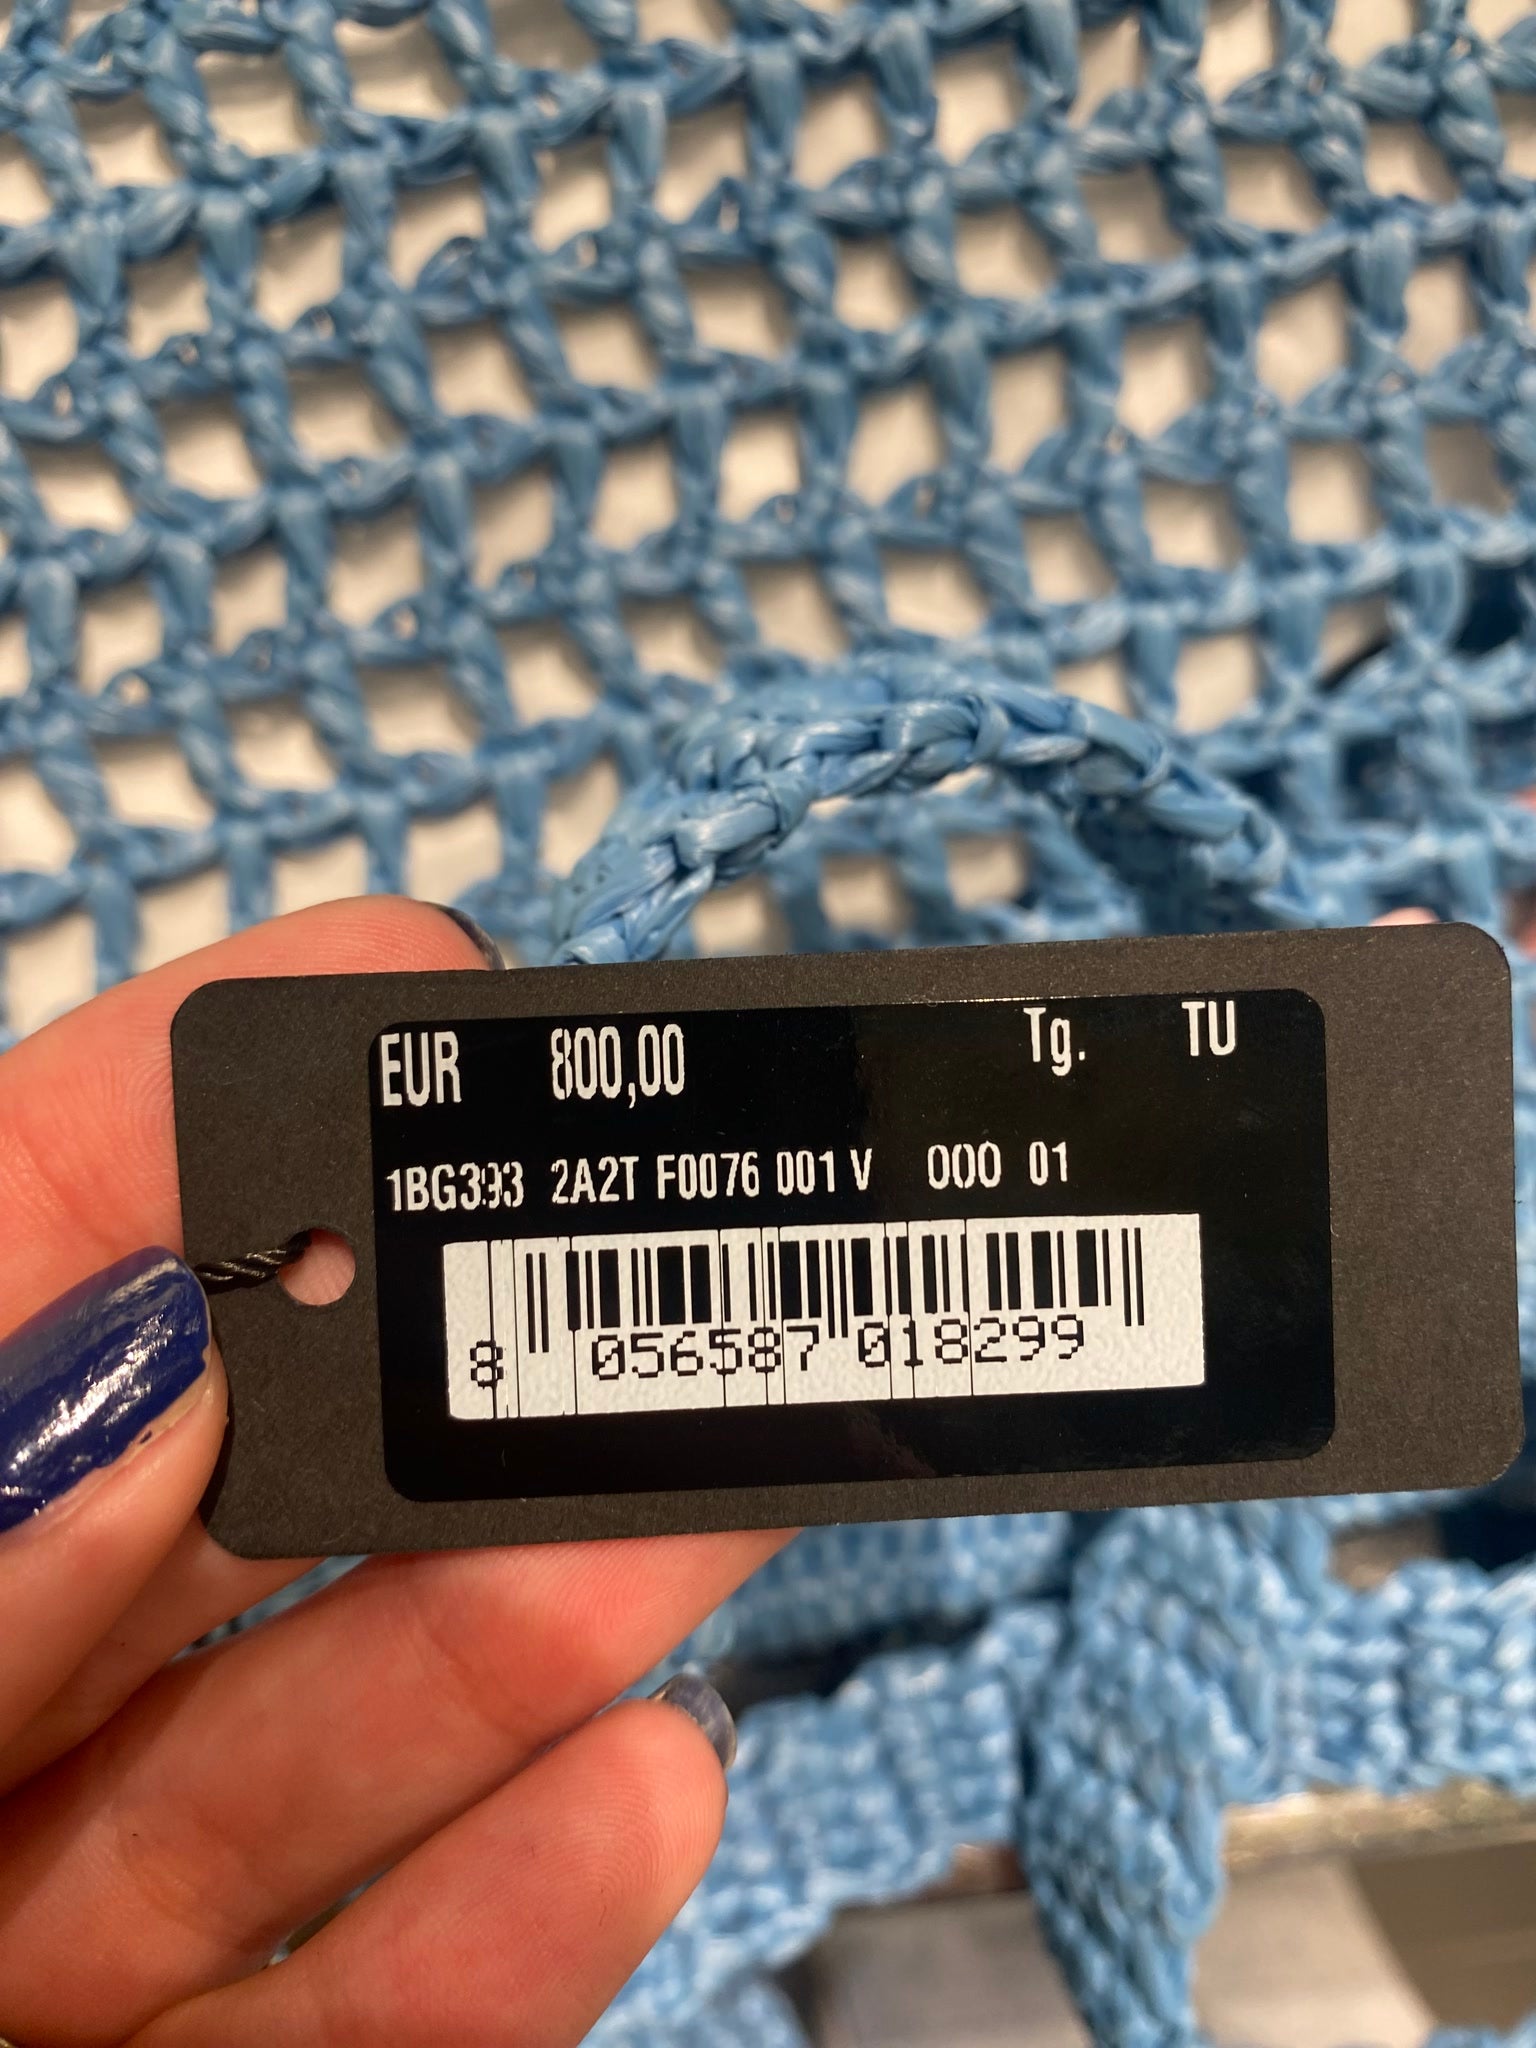 EUR 800,00 Tg. TU
1BG393 2A2T F0076 001 V 000 01
8 056587 018299